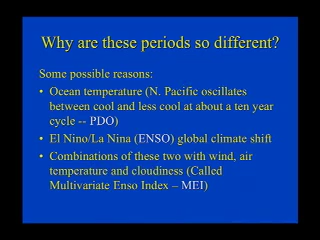 Why are these periods so different?
Some possible reasons:
• Ocean temperature (N. Pacific oscillates
between cool and less cool at about a ten year
cycle -- PDO)
• El Nino/La Nina (ENSO) global climate shift
• Combinations of these two with wind, air
temperature and cloudiness (Called
Multivariate Enso Index – MEI)